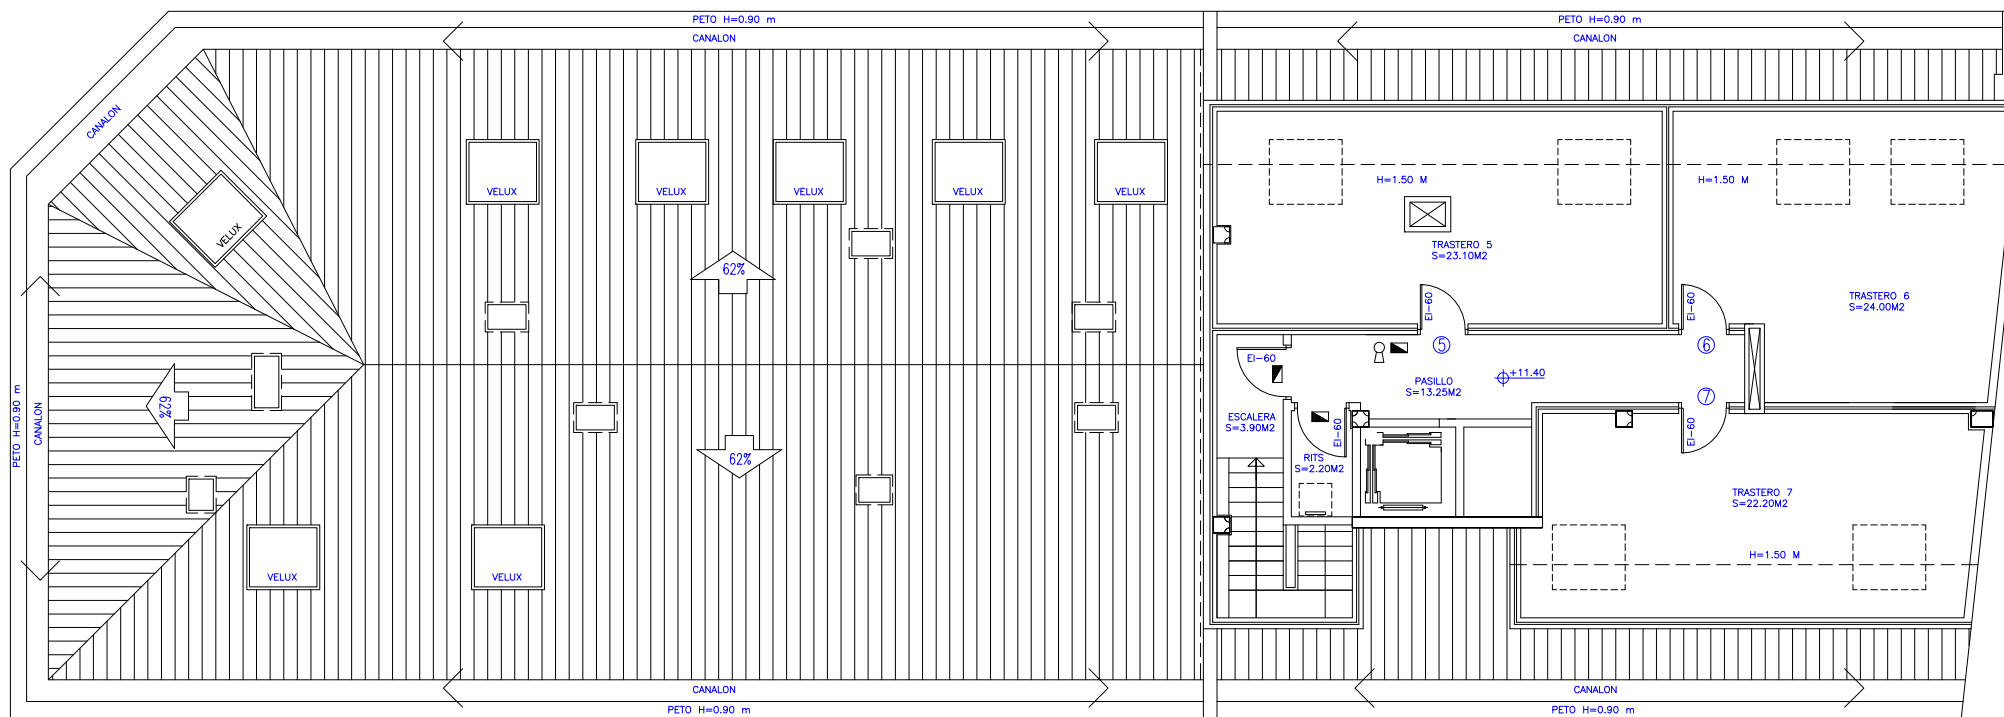 PETO H=0.90 m
PETO H=0.90 m
CANALON
CANALON
CANALON
VELUX
VELUX
VELUX
VELUX
VELUX
VELUX
H=1.50 M
H=1.50 M
TRASTERO 5
S=23.10M2
62%
TRASTERO 6
S=24.00M2
EI-60
EI-60
5
6
EI-60
+11.40
PASILLO
S=13.25M2
7
62%
CANALON
PETO H=0.90 m
ESCALERA
S=3.90M2
EI-60
EI-60
62%
RITS
S=2.20M2
TRASTERO 7
S=22.20M2
H=1.50 M
VELUX
VELUX
CANALON
CANALON
PETO H=0.90 m
PETO H=0.90 m